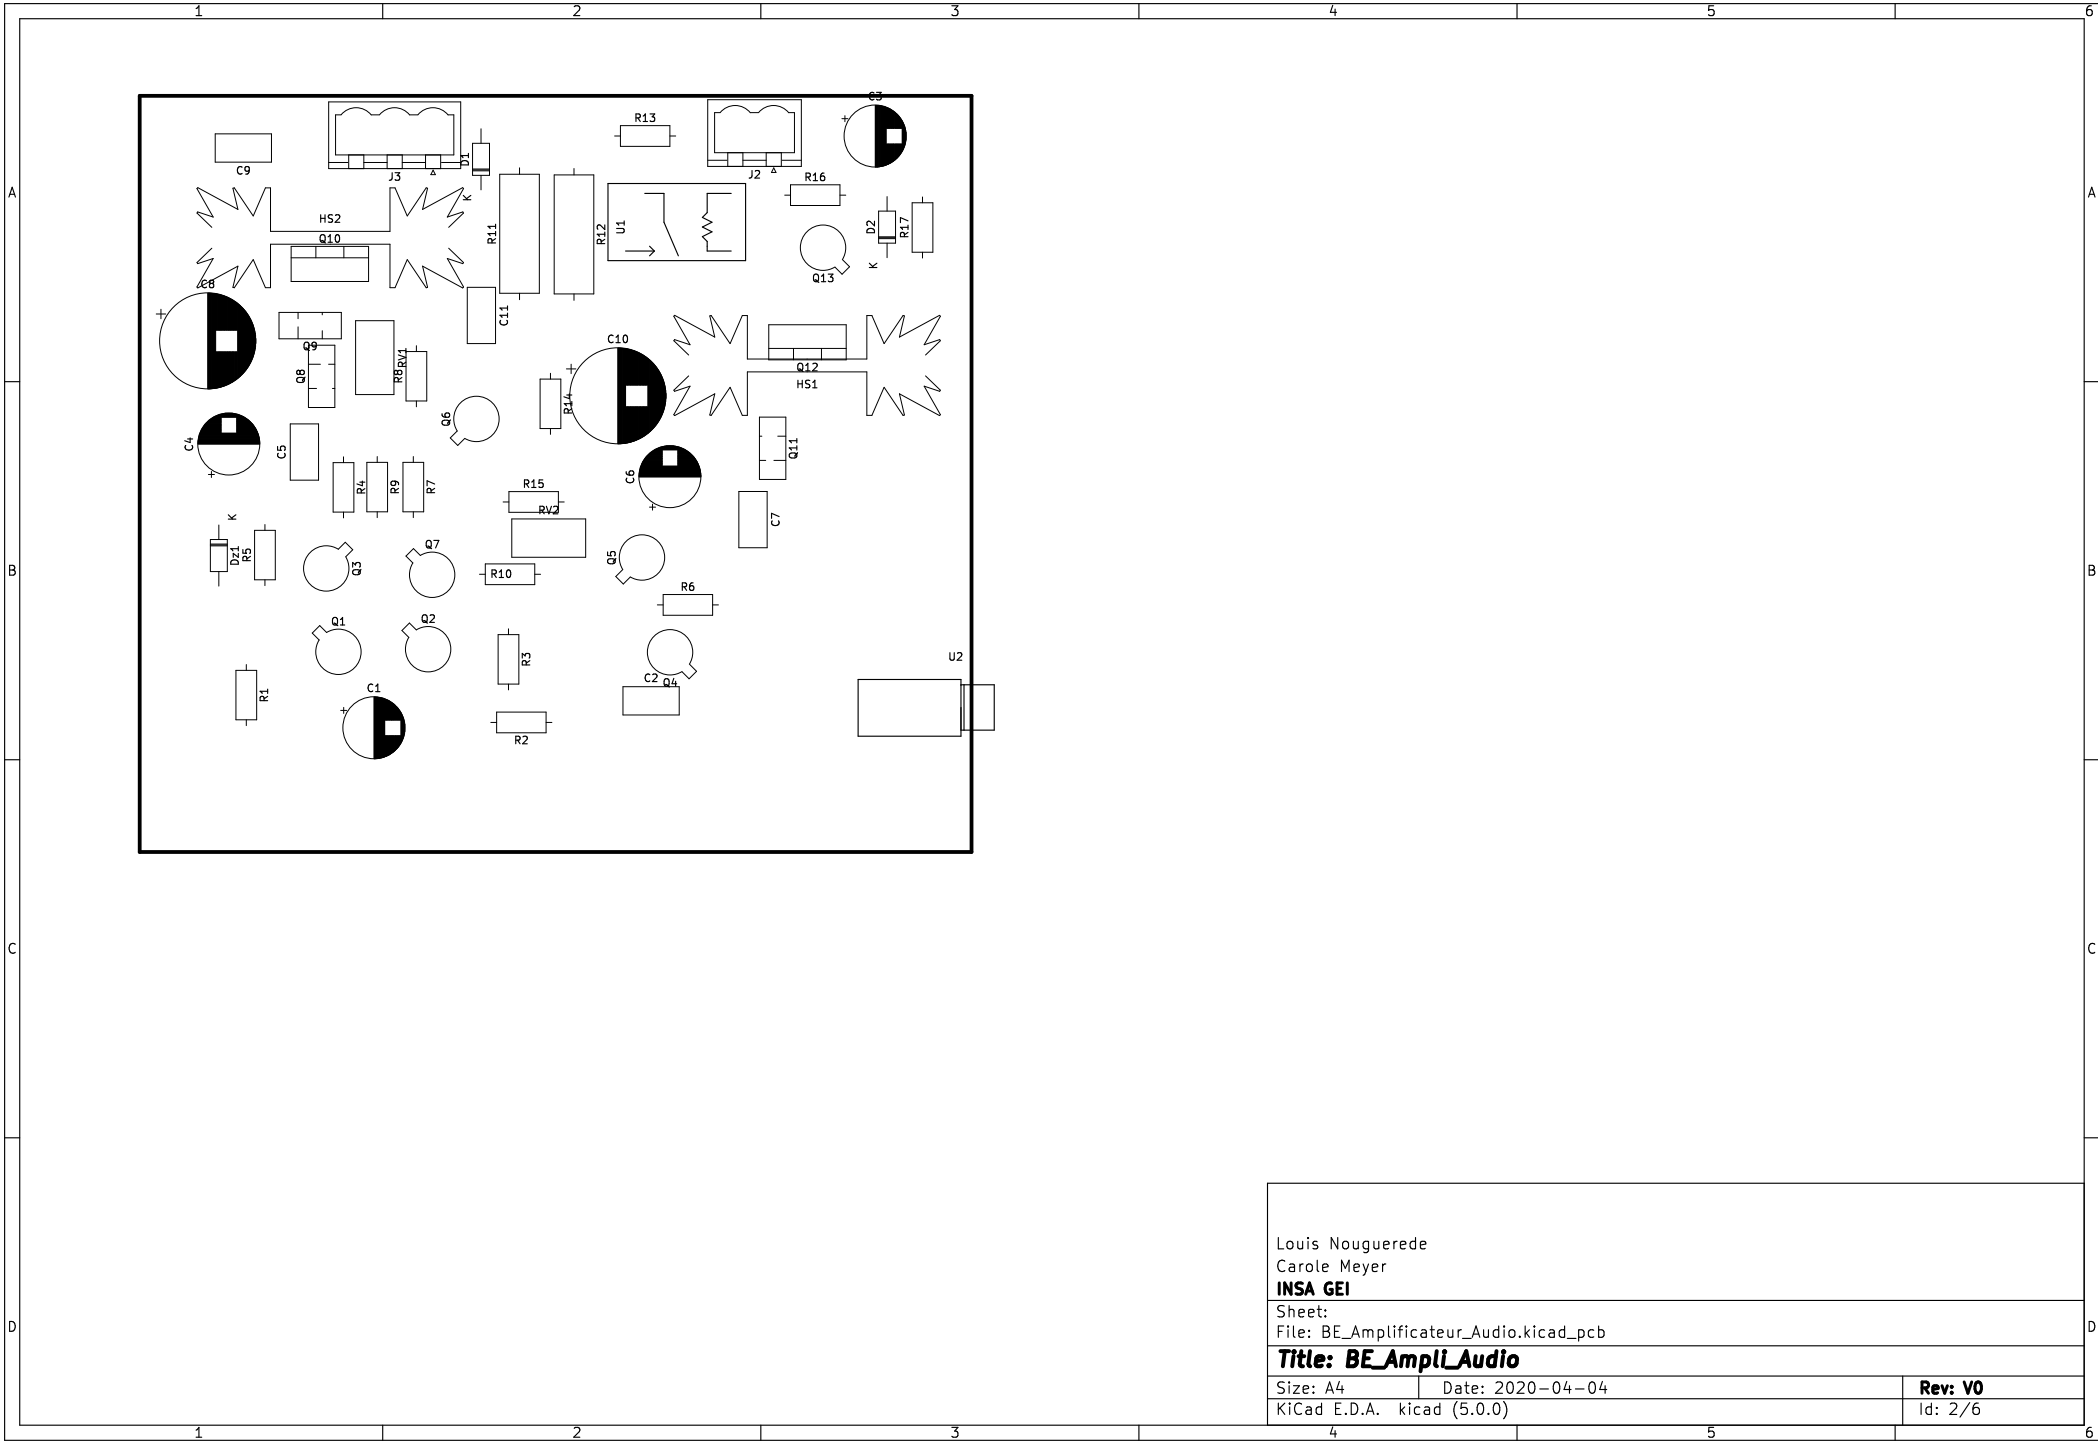 1 2 3 4 5 6
C3
R13
C9
J3
D1
J2
R16
A A
K
HS2
R11
R12
U1
D2
R17
Q10
K
Q13
C8
C11
Q9
C10
RV1
Q8
R8
Q12
HS1
R14
Q6
C4
C5
Q11
R4
R9
R7
R15
C6
RV2
C7
K
Dz1
R5
Q3
Q7
Q5
B B
R10
R6
Q1
Q2
R3
U2
C2
Q4
R1
C1
R2
C C
Louis Nouguerede
Carole Meyer
INSA GEI
Sheet:
D D
File: BE_Amplificateur_Audio.kicad_pcb
Title: BE_Ampli_Audio
Size: A4 Date: 2020-04-04 Rev: V0
KiCad E.D.A. kicad (5.0.0) Id: 2/6
1 2 3 4 5 6